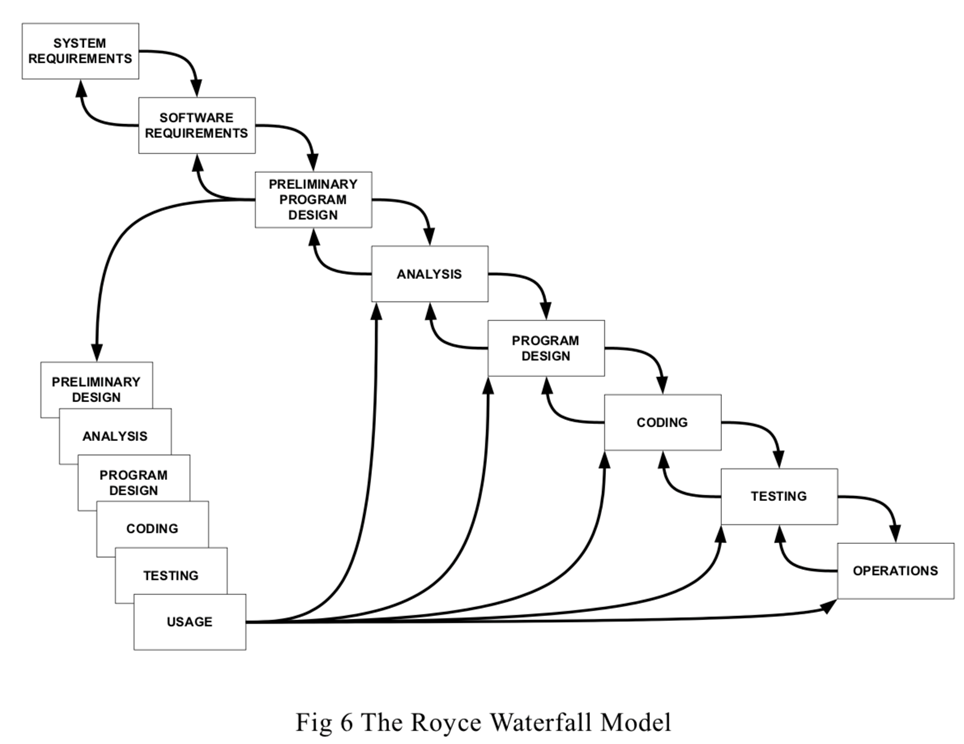 SYSTEM
REQUIREMENTS
SOFTWARE
REQUIREMENTS
PRELIMINARY
PROGRAM
DESIGN
ANALYSIS
PROGRAM
DESIGN
CODING
TESTING
OPERATIONS
PRELIMINARY
DESIGN
ANALYSIS
PROGRAM
DESIGN
CODING
TESTING
USAGE
Fig 6 The Royce Waterfall Model